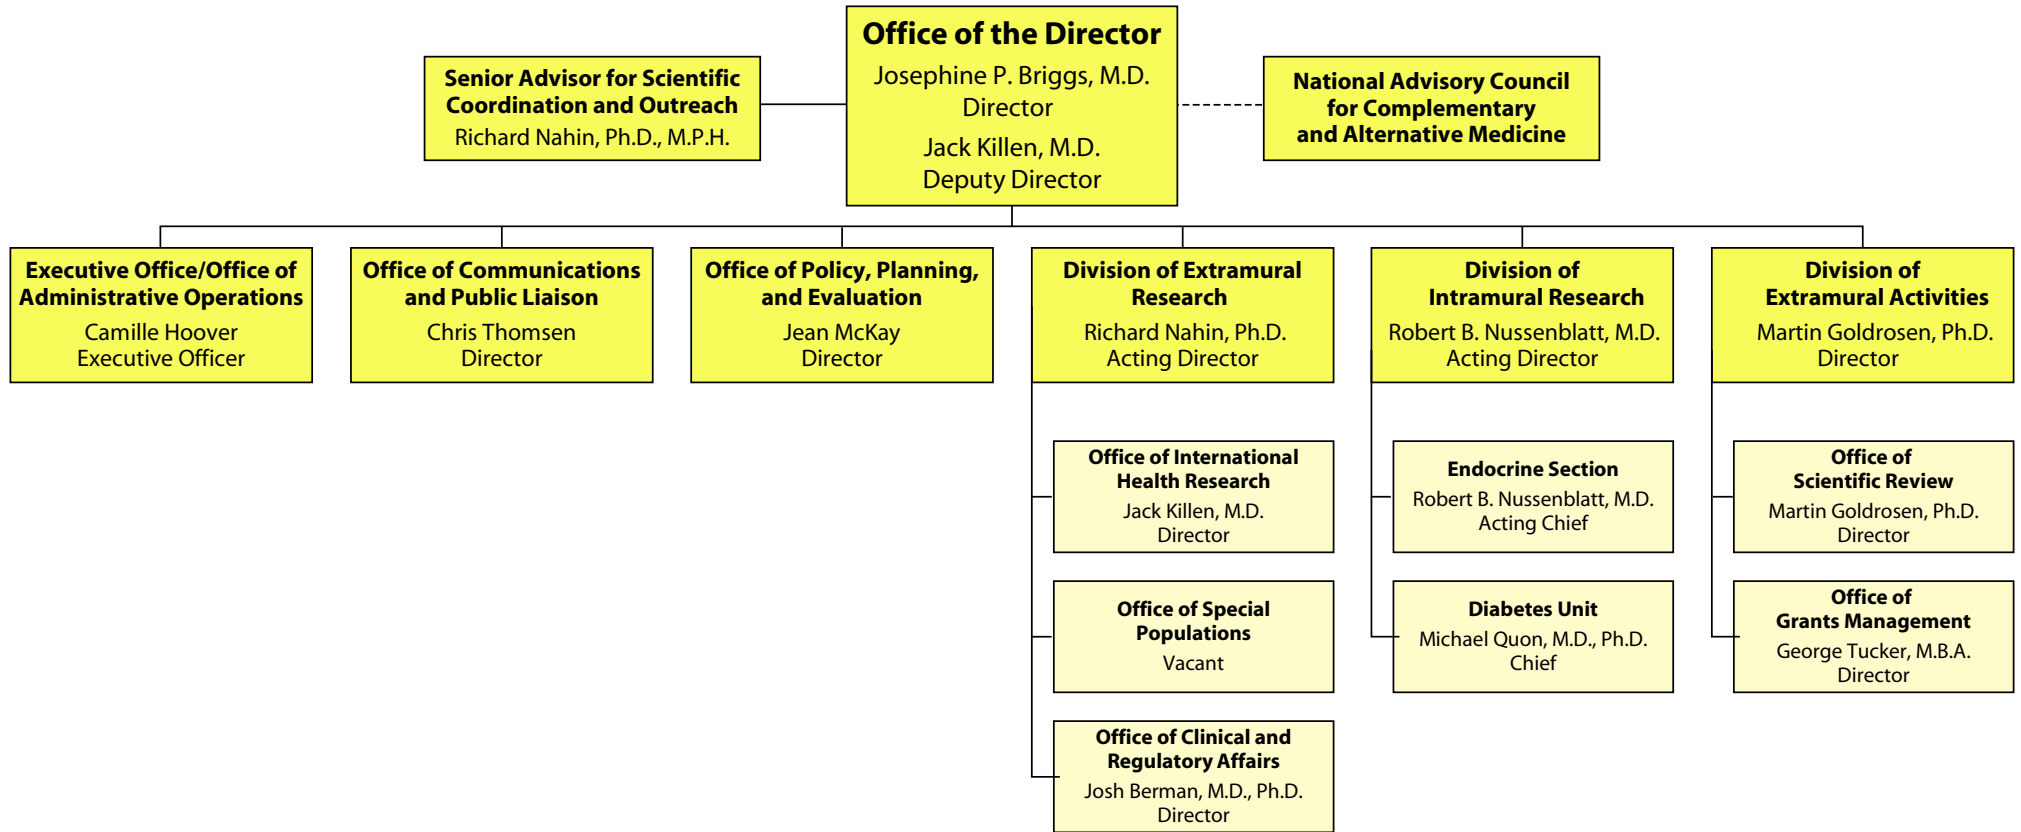 Office of the Director
Josephine P. Briggs, M.D.
Director
Jack Killen, M.D.
Deputy Director
Senior Advisor for Scientific
Coordination and Outreach
Richard Nahin, Ph.D., M.P.H.
National Advisory Council
for Complementary
and Alternative Medicine
Executive Office/Office of
Administrative Operations
Camille Hoover
Executive Officer
Office of Communications
and Public Liaison
Chris Thomsen
Director
Office of Policy, Planning,
and Evaluation
Jean McKay
Director
Division of Extramural
Research
Richard Nahin, Ph.D.
Acting Director
Division of
Intramural Research
Robert B. Nussenblatt, M.D.
Acting Director
Division of
Extramural Activities
Martin Goldrosen, Ph.D.
Director
Office of International
Health Research
Jack Killen, M.D.
Director
Office of Special
Populations
Vacant
Office of Clinical and
Regulatory Affairs
Josh Berman, M.D., Ph.D.
Director
Endocrine Section
Robert B. Nussenblatt, M.D.
Acting Chief
Diabetes Unit
Michael Quon, M.D., Ph.D.
Chief
Office of
Scientific Review
Martin Goldrosen, Ph.D.
Director
Office of
Grants Management
George Tucker, M.B.A.
Director